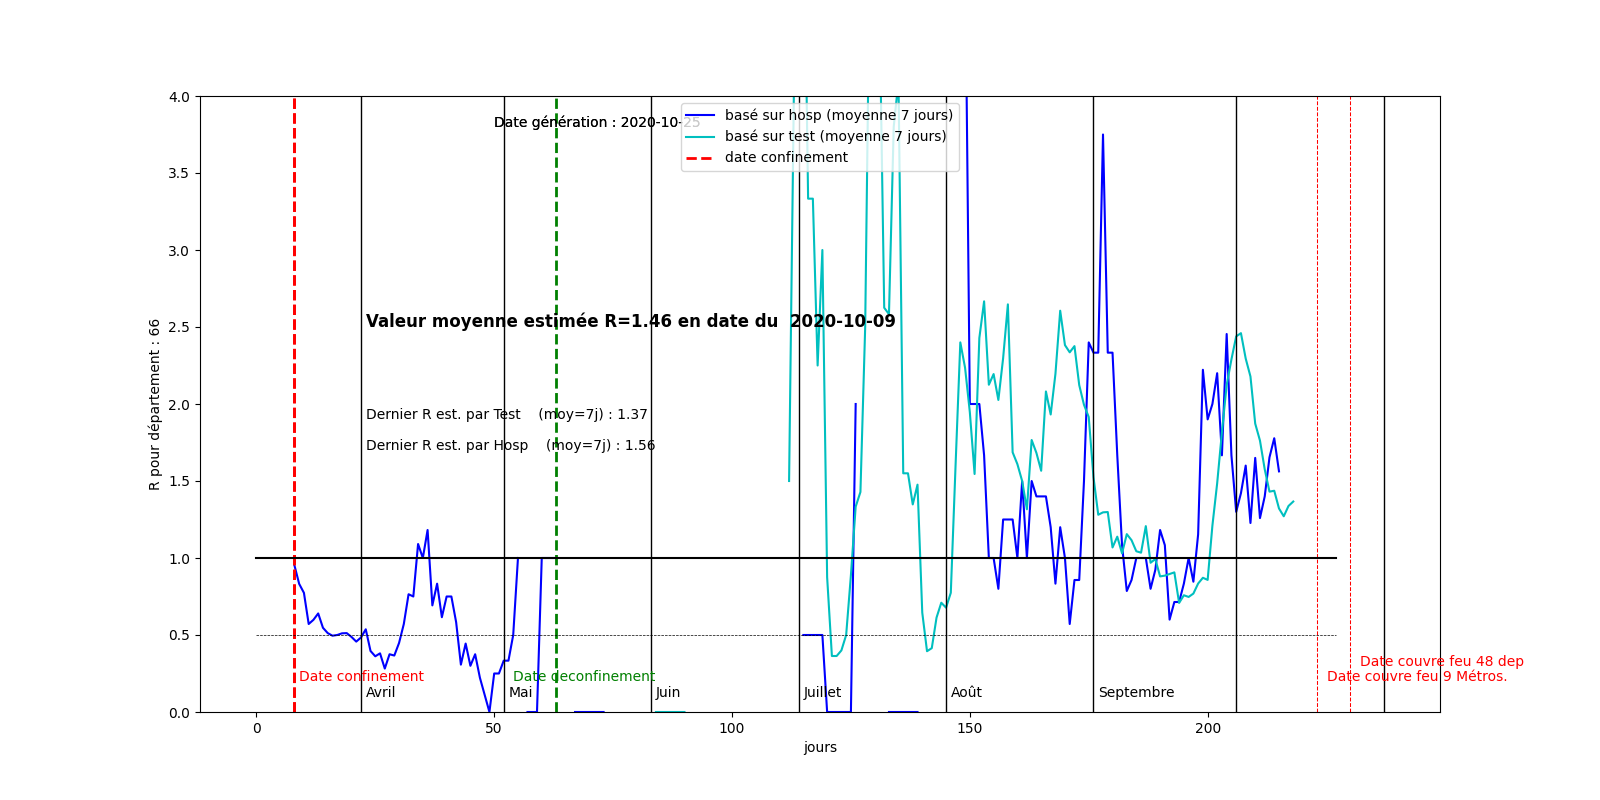 4.0
3.5
3.0
2.5
2.0
1.5
1.0
0.5
0.0
R pour département : 66
Date génération : 2020-10-25
basé sur hosp (moyenne 7 jours)
basé sur test (moyenne 7 jours)
date confinement
Valeur moyenne estimée R=1.46 en date du  2020-10-09
Dernier R est. par Test    (moy=7j) : 1.37
Dernier R est. par Hosp    (moy=7j) : 1.56
Date couvre feu 48 dep
Date confinement
Date deconfinement
Date couvre feu 9 Métros.
Avril
Mai
Juin
Juillet
Août
Septembre
0
50
100
150
200
jours